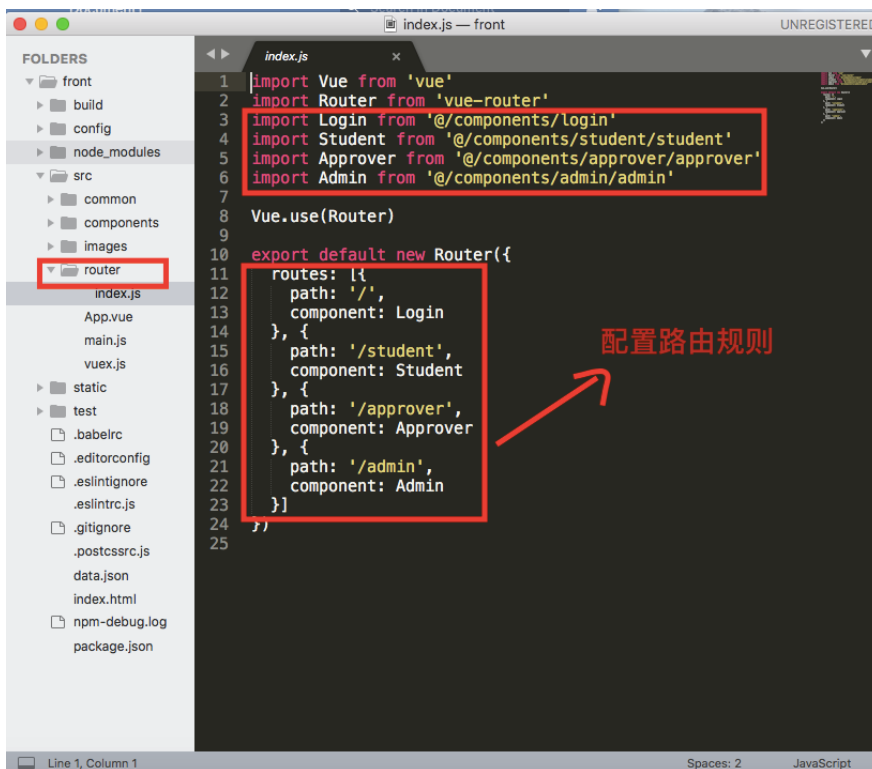 index.js — front
UNREGISTERED
FOLDERS
front
build
config
node_modules
src
common
components
images
router
index.js
App.vue
main.js
vuex.js
static
test
.babelrc
.editorconfig
.eslintignore
.eslintrc.js
.gitignore
.postcssrc.js
data.json
index.html
npm-debug.log
package.json
index.js ×
1 import Vue from 'vue'
2 import Router from 'vue-router'
3 import Login from '@/components/login'
4 import Student from '@/components/student/student'
5 import Approver from '@/components/approver/approver'
6 import Admin from '@/components/admin/admin'
7
8 Vue.use(Router)
9
10 export default new Router({
11 routes: [{
12 path: '/',
13 component: Login
14 }, {
15 path: '/student',
16 component: Student
17 }, {
18 path: '/approver',
19 component: Approver
20 }, {
21 path: '/admin',
22 component: Admin
23 }]
24 })
25
配置路由规则
Line 1, Column 1
Spaces: 2
JavaScript